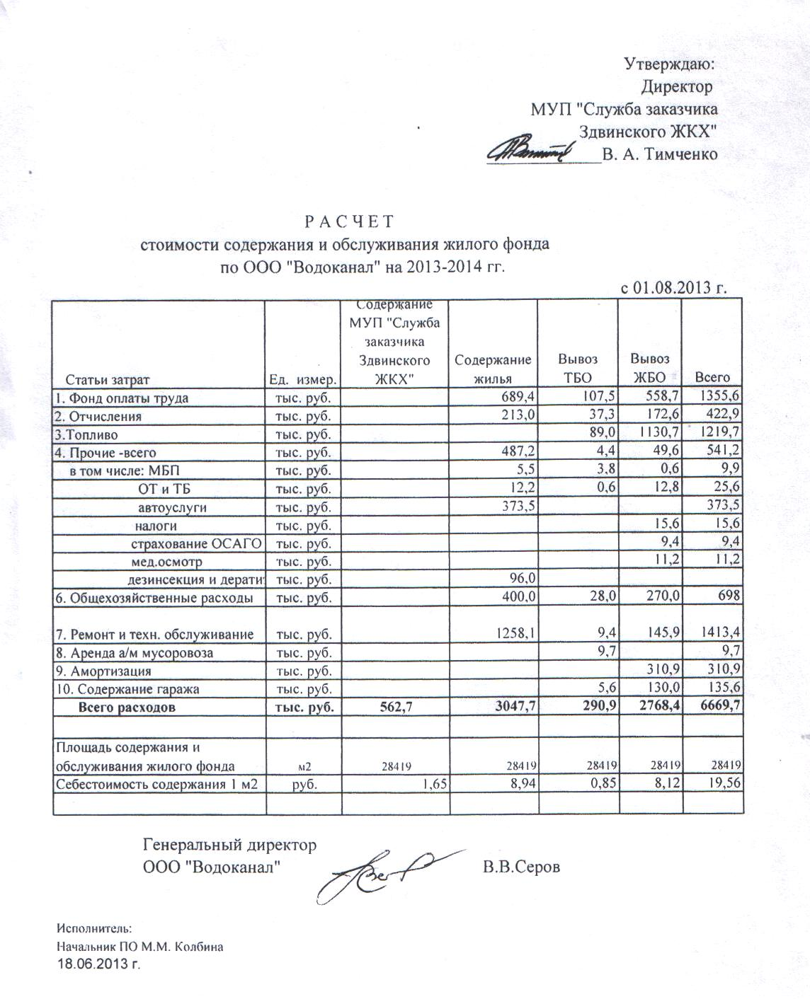 Утверждаю:
Директор
МУП "Служба заказчика
Здвинского ЖКХ"
В. А. Тимченко
Р А С Ч Е Т
стоимости содержания и обслуживания жилого фонда
по ООО "Водоканал" на 2013-2014 гг.
с 01.08.2013 г.
Статьи затрат Ед. измер. Содержание МУП "Служба заказчика Здвинского ЖКХ" Содержание жилья Вывоз ТБО Вывоз ЖБО Всего
1. Фонд оплаты труда тыс. руб. 689,4 107,5 558,7 1355,6
2. Отчисления тыс. руб. 213,0 37,3 172,6 422,9
3.Топливо тыс. руб. 89,0 1130,7 1219,7
4. Прочие -всего тыс. руб. 487,2 4,4 49,6 541,2
в том числе: МБП тыс. руб. 5,5 3,8 0,6 9,9
ОТ и ТБ тыс. руб. 12,2 0,6 12,8 25,6
автоуслуги тыс. руб. 373,5 373,5
налоги тыс. руб. 15,6 15,6
страхование ОСАГО тыс. руб. 9,4 9,4
мед.осмотр тыс. руб. 11,2 11,2
дезинсекция и дерати тыс. руб. 96,0
6. Общехозяйственные расходы тыс. руб. 400,0 28,0 270,0 698
7. Ремонт и техн. обслуживание тыс. руб. 1258,1 9,4 145,9 1413,4
8. Аренда а/м мусоровоза тыс. руб. 9,7 9,7
9. Амортизация тыс. руб. 310,9 310,9
10. Содержание гаража тыс. руб. 5,6 130,0 135,6
Всего расходов тыс. руб. 562,7 3047,7 290,9 2768,4 6669,7
Площадь содержания и
обслуживания жилого фонда м2 28419 28419 28419 28419 28419
Себестоимость содержания 1 м2 руб. 1,65 8,94 0,85 8,12 19,56
Генеральный директор
ООО "Водоканал" В.В.Серов
Исполнитель:
Начальник ПО М.М. Колбина
18.06.2013 г.